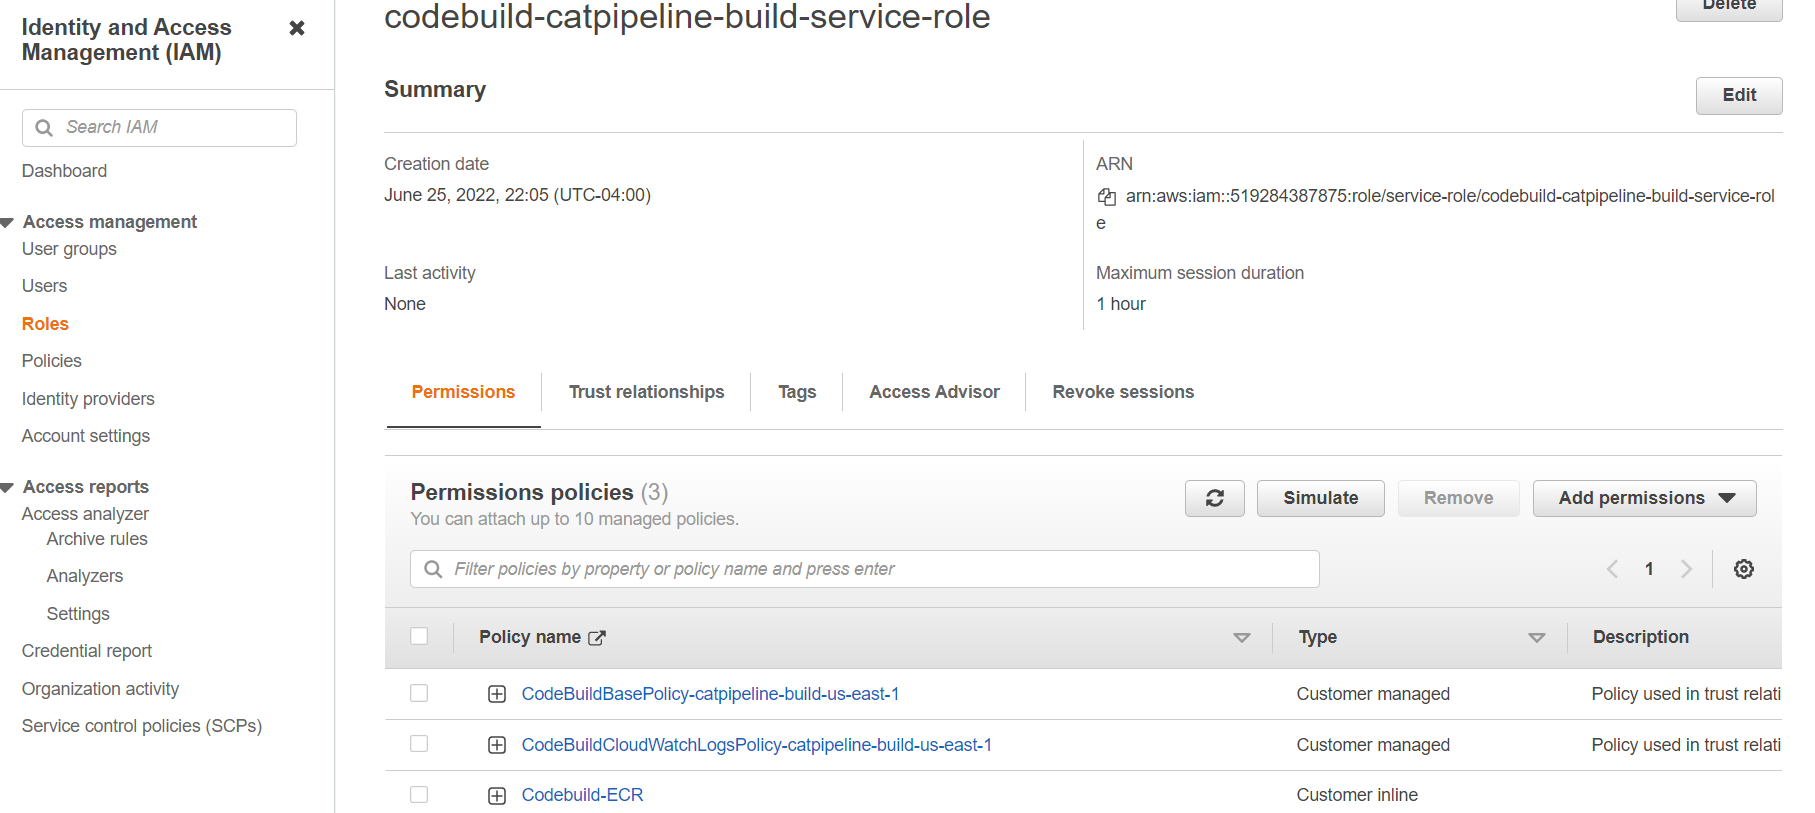 Identity and Access
Management (IAM)
Search IAM
Dashboard
Access management
User groups
Users
Roles
Policies
Identity providers
Account settings
Access reports
Access analyzer
Archive rules
Analyzers
Settings
Credential report
Organization activity
Service control policies (SCPs)
codebuild-catpipeline-build-service-role
Delete
Summary
Edit
Creation date
June 25, 2022, 22:05 (UTC-04:00)
ARN
arn:aws:iam::519284387875:role/service-role/codebuild-catpipeline-build-service-rol
e
Last activity
None
Maximum session duration
1 hour
Permissions
Trust relationships
Tags
Access Advisor
Revoke sessions
Permissions policies (3)
You can attach up to 10 managed policies.
Simulate
Remove
Add permissions
Filter policies by property or policy name and press enter
1
Policy name
Type
Description
CodeBuildBasePolicy-catpipeline-build-us-east-1
Customer managed
Policy used in trust relati
CodeBuildCloudWatchLogsPolicy-catpipeline-build-us-east-1
Customer managed
Policy used in trust relati
Codebuild-ECR
Customer inline